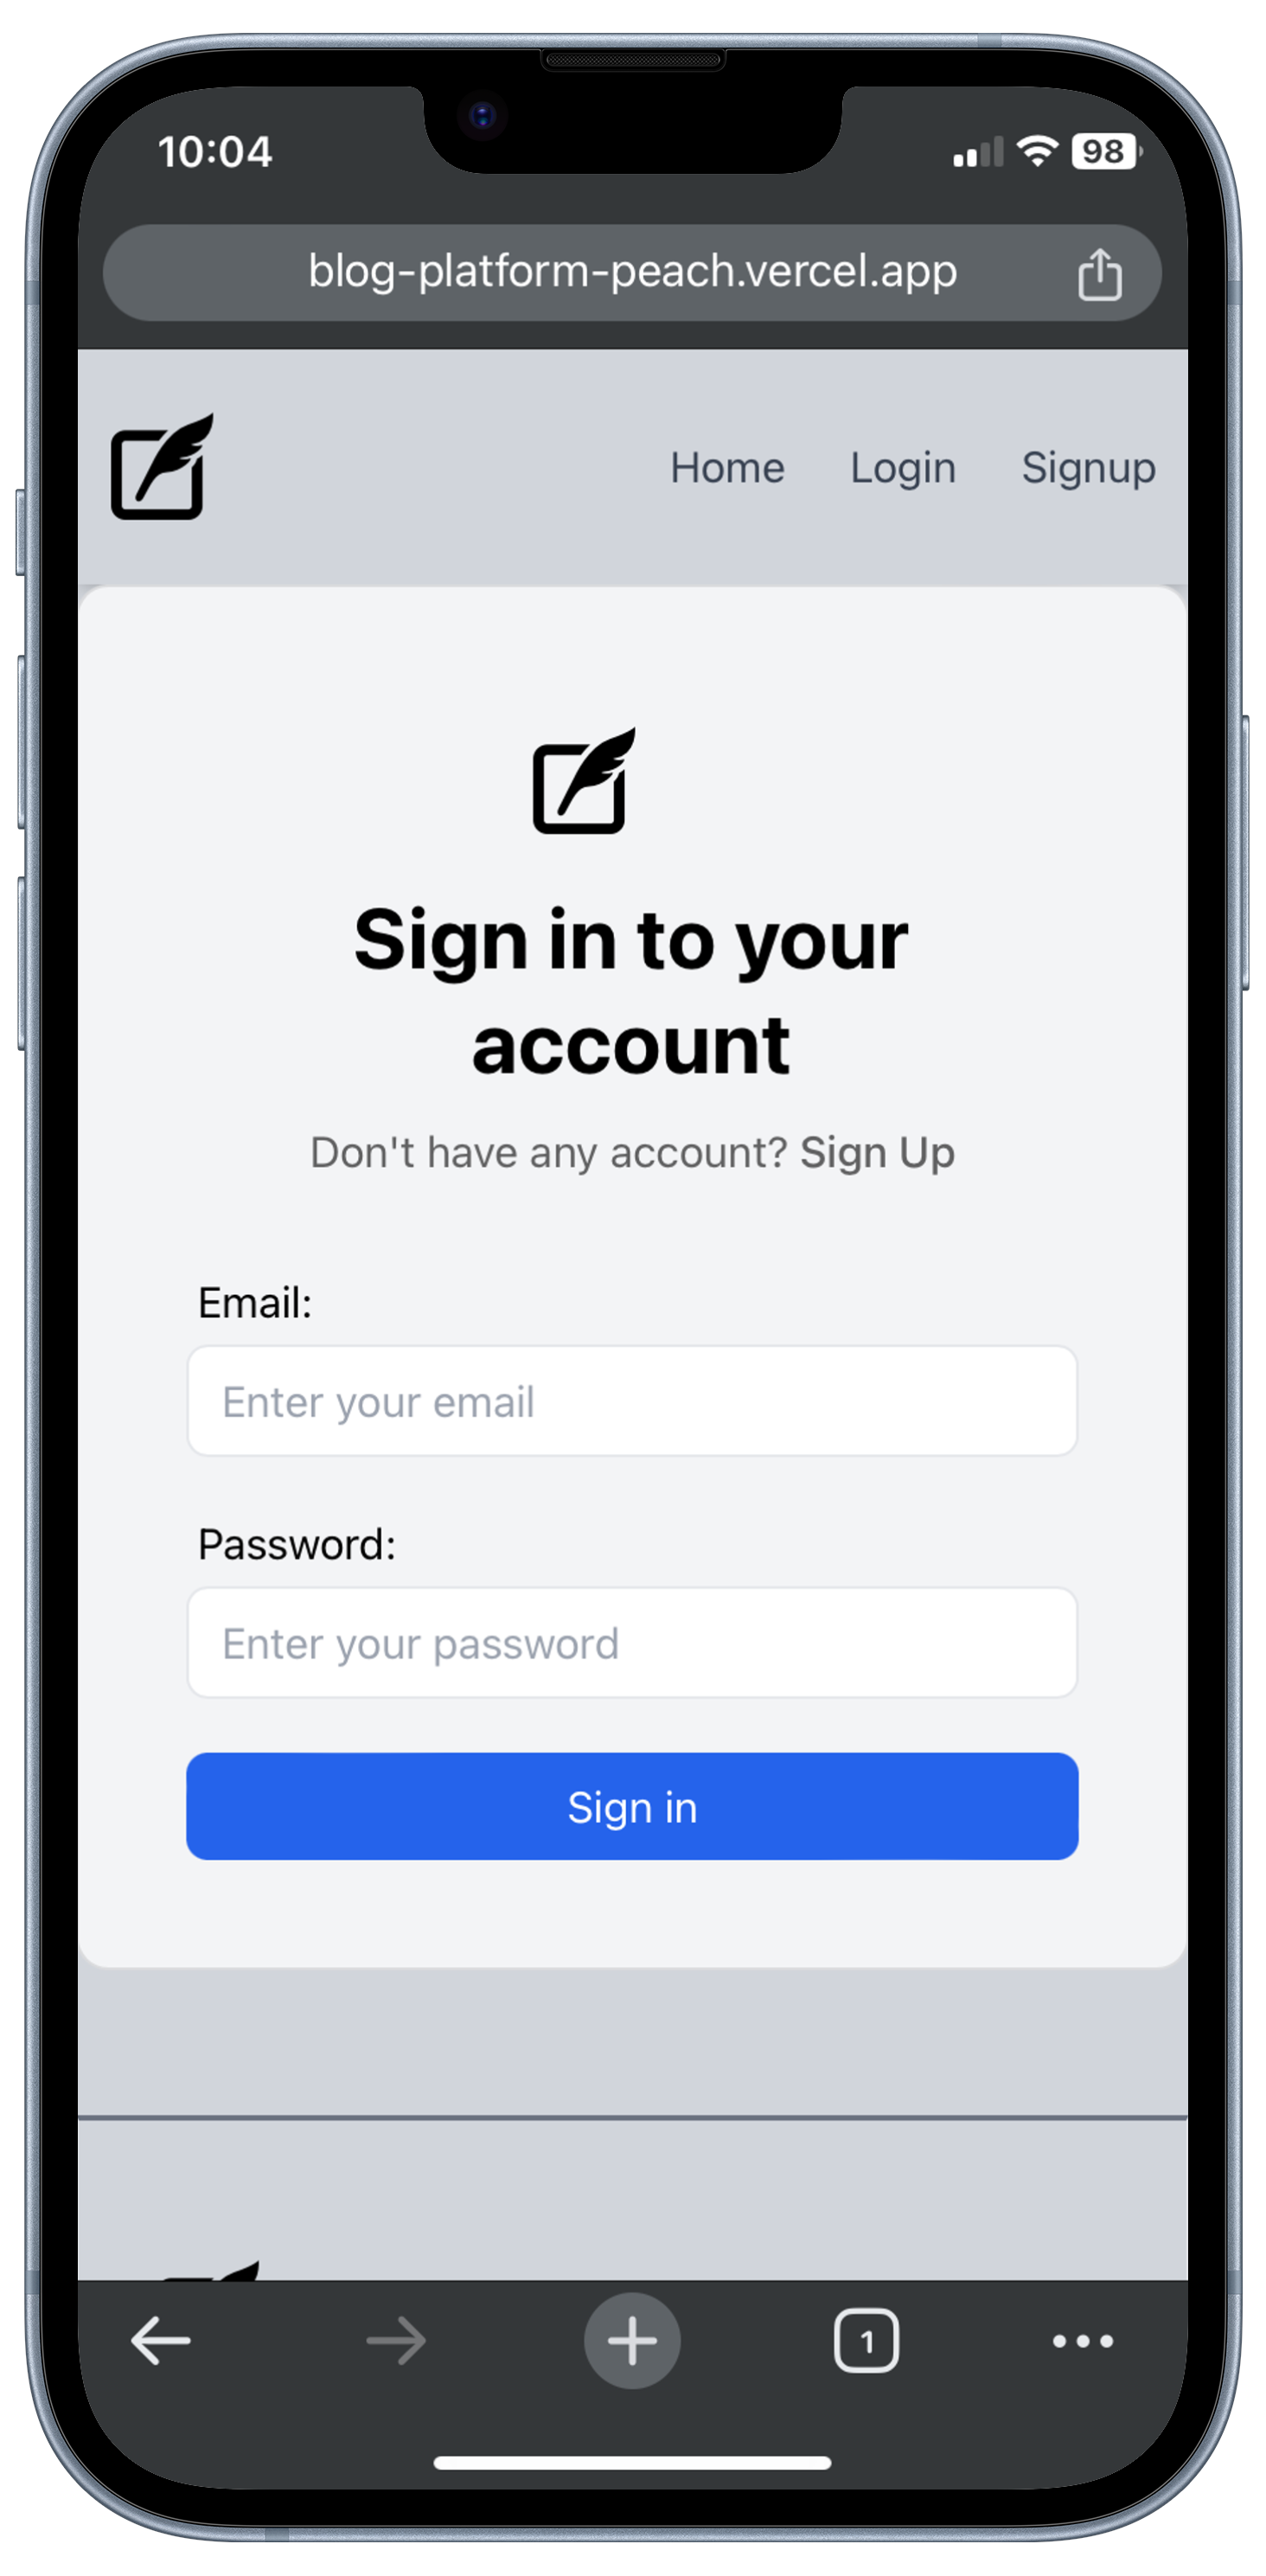 10:04
98
blog-platform-peach.vercel.app
Home Login Signup
Sign in to your
account
Don't have any account? Sign Up
Email:
Enter your email
Password:
Enter your password
Sign in
1